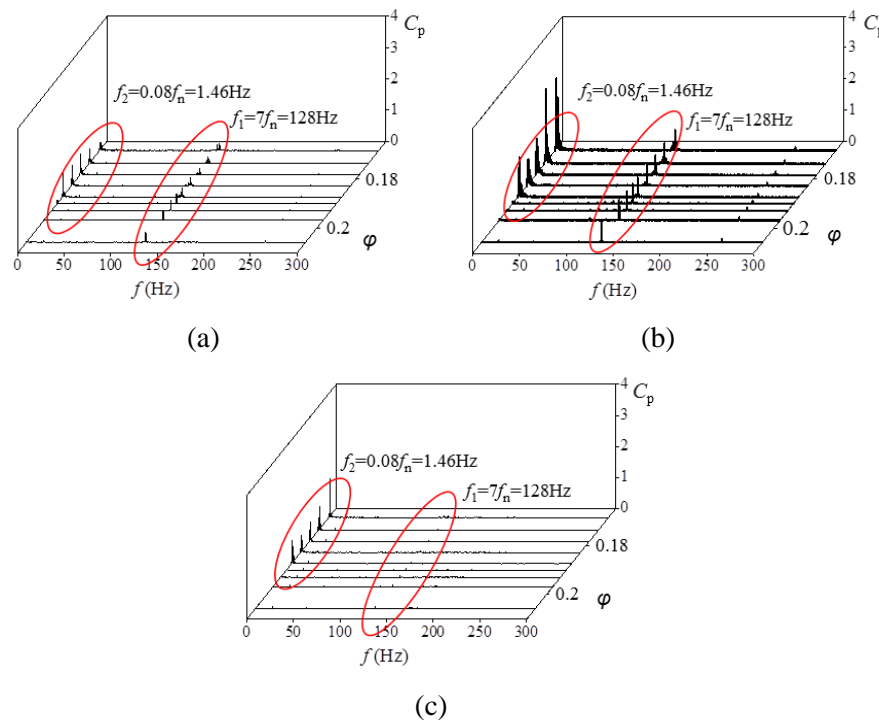 4
C_p
3
2
1
0
f_2=0.08f_n=1.46Hz
f_1=7f_n=128Hz
0.18
0.2
φ
0 50 100 150 200 250 300
f (Hz)
(a)
4
C_p
3
2
1
0
f_2=0.08f_n=1.46Hz
f_1=7f_n=128Hz
0.18
0.2
φ
0 50 100 150 200 250 300
f (Hz)
(b)
4
C_p
3
2
1
0
f_2=0.08f_n=1.46Hz
f_1=7f_n=128Hz
0.18
0.2
φ
0 50 100 150 200 250 300
f (Hz)
(c)